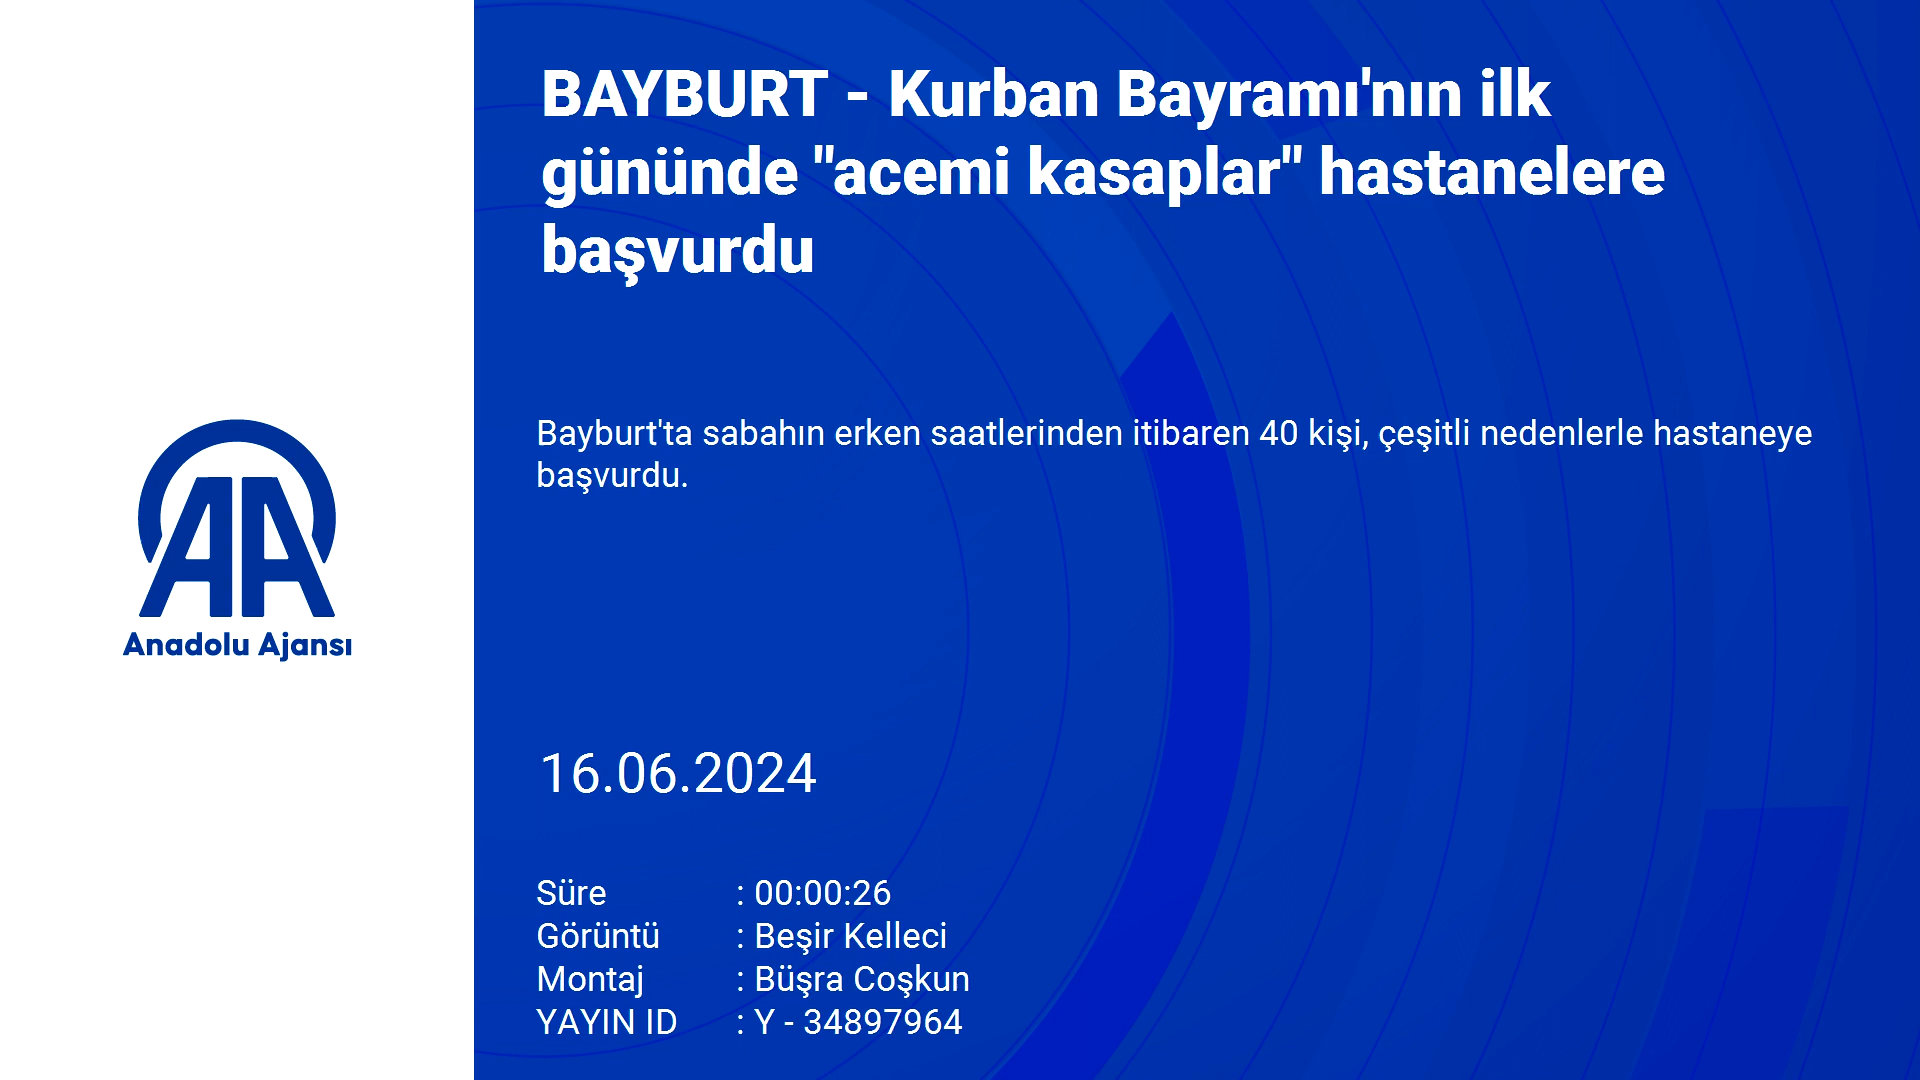 BAYBURT - Kurban Bayramı'nın ilk
gününde "acemi kasaplar" hastanelere
başvurdu
Bayburt'ta sabahın erken saatlerinden itibaren 40 kişi, çeşitli nedenlerle hastaneye
başvurdu.
AA
Anadolu Ajansı
16.06.2024
Süre : 00:00:26
Görüntü : Beşir Kelleci
Montaj : Büşra Coşkun
YAYIN ID : Y - 34897964